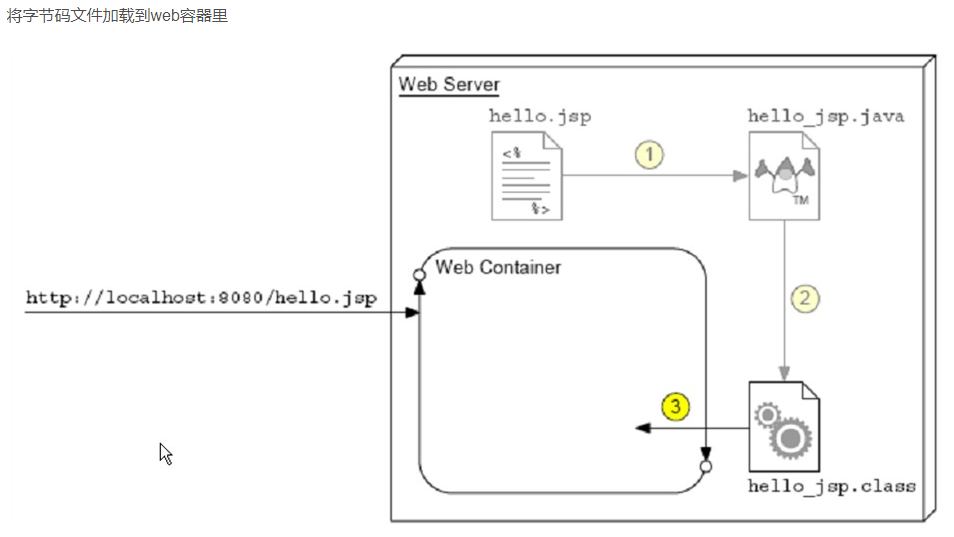 将字节码文件加载到web容器里
Web Server
hello.jsp
hello_jsp.java
1
<%
%>
TM
Web Container
http://localhost:8080/hello.jsp
2
3
hello_jsp.class